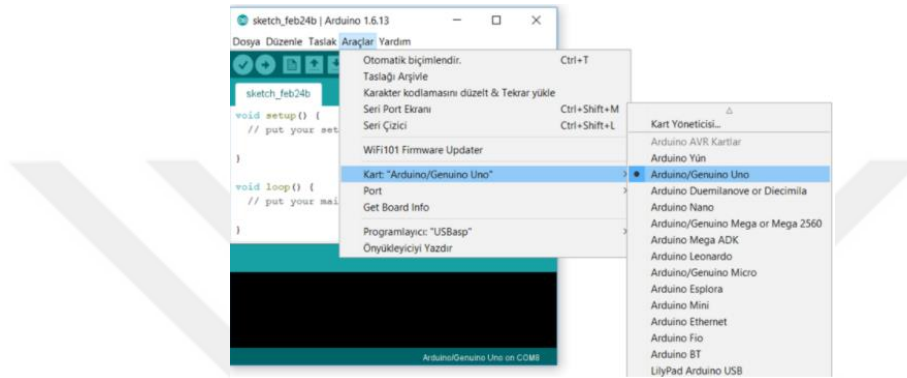 sketch_feb24b | Arduino 1.6.13
Dosya Düzenle Taslak Araçlar Yardım
sketch_feb24b
void setup() {
// put your set
}
void loop() {
// put your mai
}
Otomatik biçimlendir. Ctrl+T
Taslağı Arşivle
Karakter kodlamasını düzelt & Tekrar yükle
Seri Port Ekranı Ctrl+Shift+M
Seri Çizici Ctrl+Shift+L
WiFi101 Firmware Updater
Kart: "Arduino/Genuino Uno"
Port
Get Board Info
Programlayıcı: "USBasp"
Önyükleyiciyi Yazdır
Kart Yöneticisi...
Arduino AVR Kartlar
Arduino Yún
Arduino/Genuino Uno
Arduino Duemilanove or Diecimila
Arduino Nano
Arduino/Genuino Mega or Mega 2560
Arduino Mega ADK
Arduino Leonardo
Arduino/Genuino Micro
Arduino Esplora
Arduino Mini
Arduino Ethernet
Arduino Fio
Arduino BT
LilyPad Arduino USB
Arduino/Genuino Uno on COM8